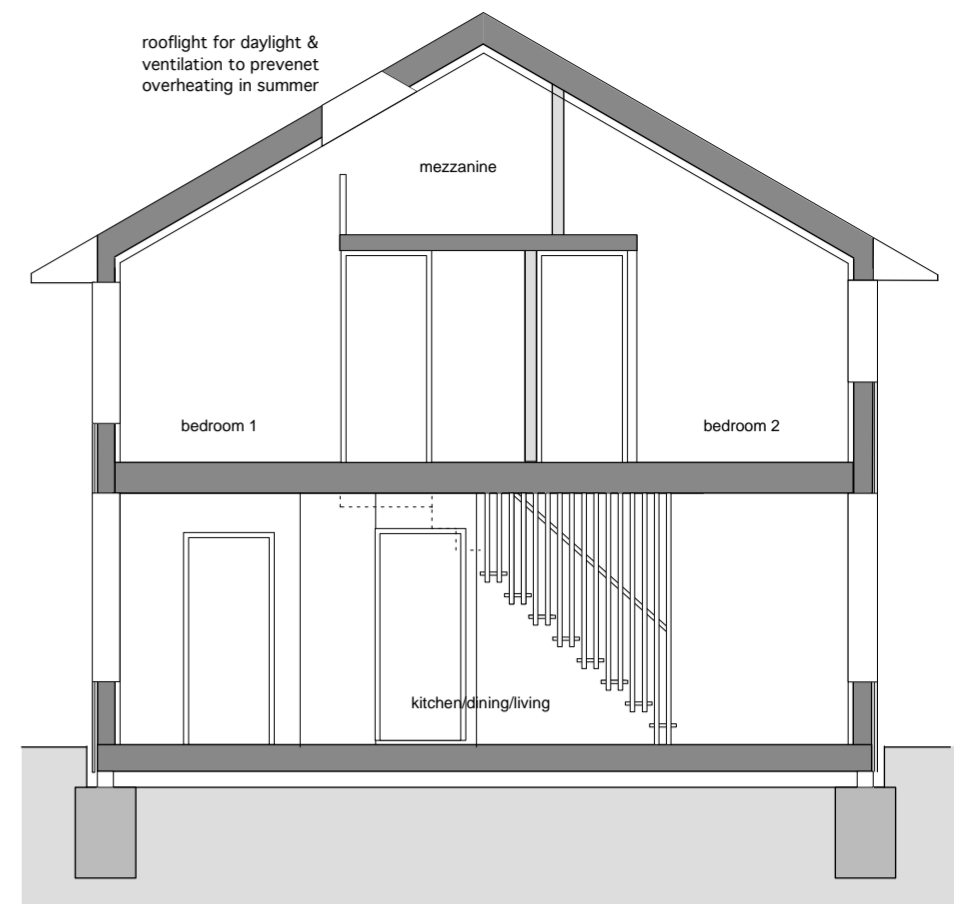 rooflight for daylight &
ventilation to prevenet
overheating in summer
mezzanine
bedroom 1
bedroom 2
kitchen/dining/living